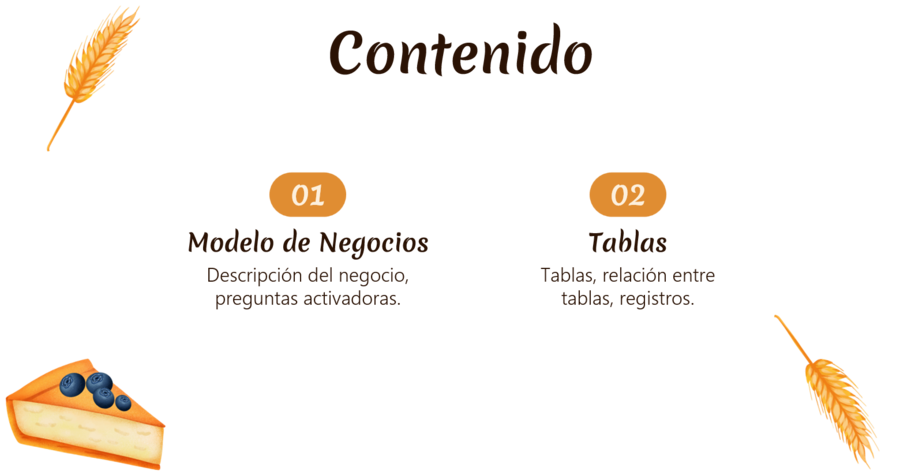 Contenido
01
Modelo de Negocios
Descripción del negocio,
preguntas activadoras.
02
Tablas
Tablas, relación entre
tablas, registros.